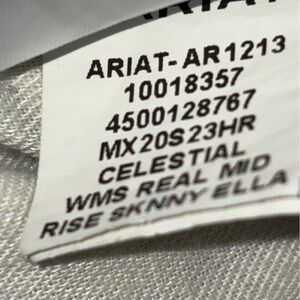 ARIAT-AR1213
10018357
4500128767
MX20S23HR
CELESTIAL
WMS REAL MID
RISE SKNNY ELLA